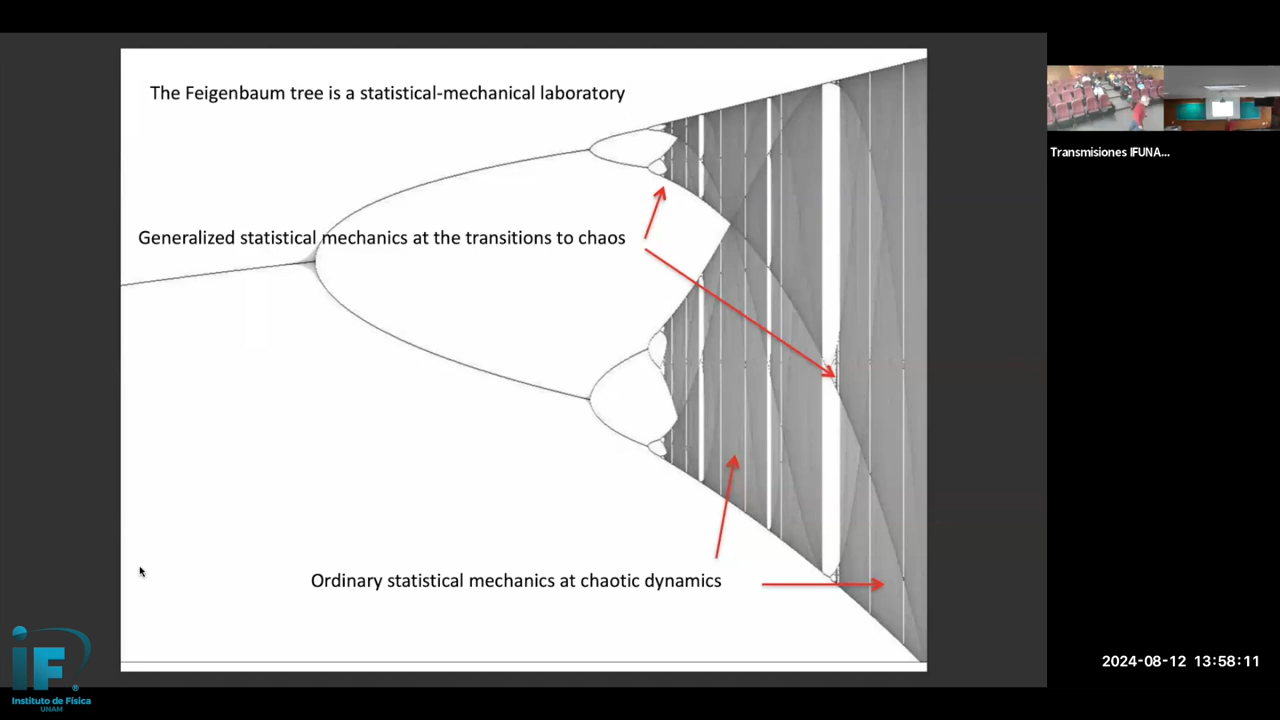 The Feigenbaum tree is a statistical-mechanical laboratory
Generalized statistical mechanics at the transitions to chaos
Ordinary statistical mechanics at chaotic dynamics
Transmisiones IFUNA...
2024-08-12 13:58:11
iF
Instituto de Física
UNAM